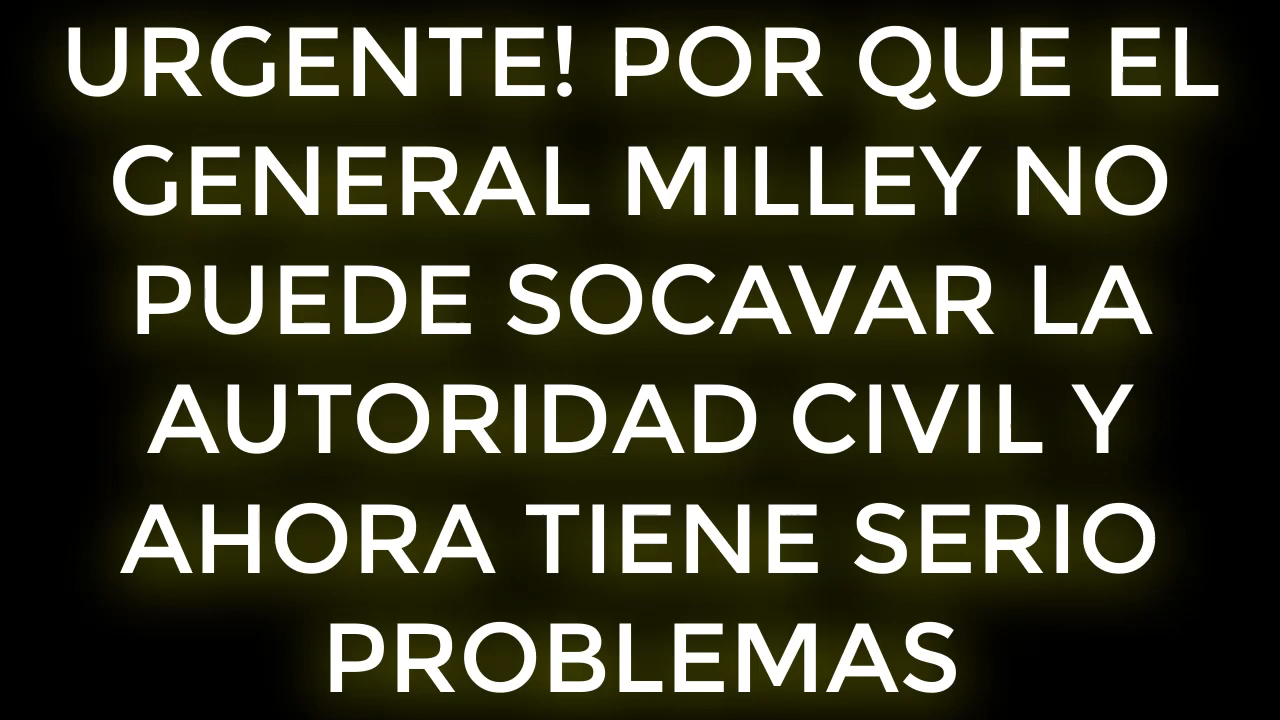 URGENTE! POR QUE EL
GENERAL MILLEY NO
PUEDE SOCAVAR LA
AUTORIDAD CIVIL Y
AHORA TIENE SERIO
PROBLEMAS